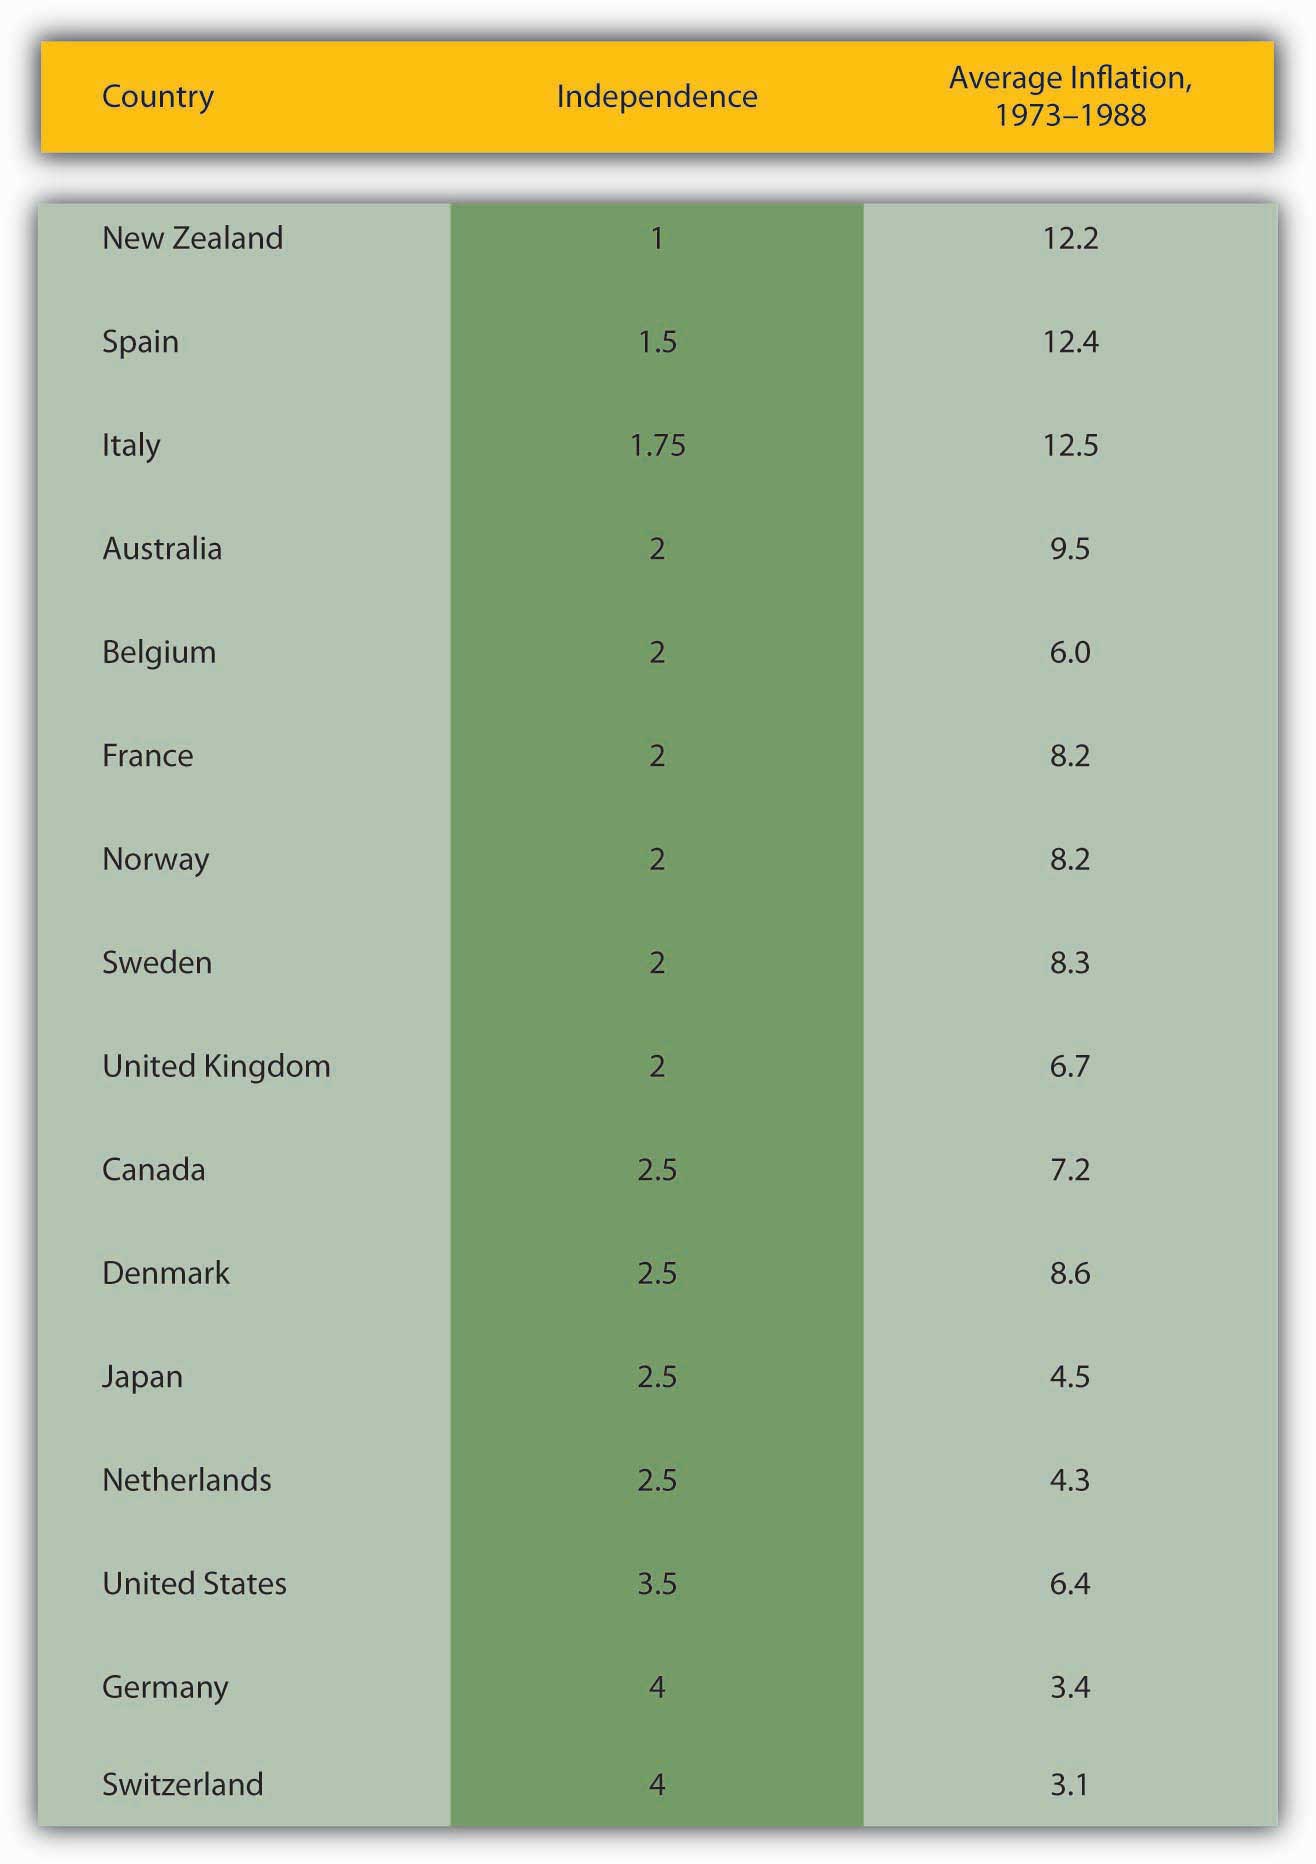 Country Independence Average Inflation,
1973–1988
New Zealand 1 12.2
Spain 1.5 12.4
Italy 1.75 12.5
Australia 2 9.5
Belgium 2 6.0
France 2 8.2
Norway 2 8.2
Sweden 2 8.3
United Kingdom 2 6.7
Canada 2.5 7.2
Denmark 2.5 8.6
Japan 2.5 4.5
Netherlands 2.5 4.3
United States 3.5 6.4
Germany 4 3.4
Switzerland 4 3.1